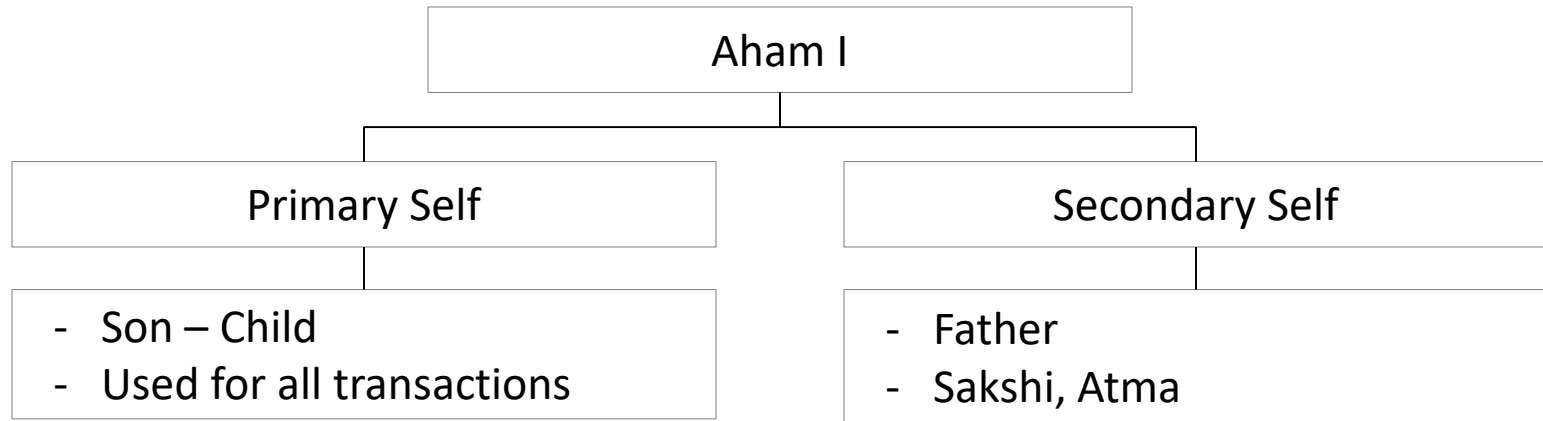 Aham I
Primary Self
Secondary Self
- Son – Child
- Used for all transactions
- Father
- Sakshi, Atma